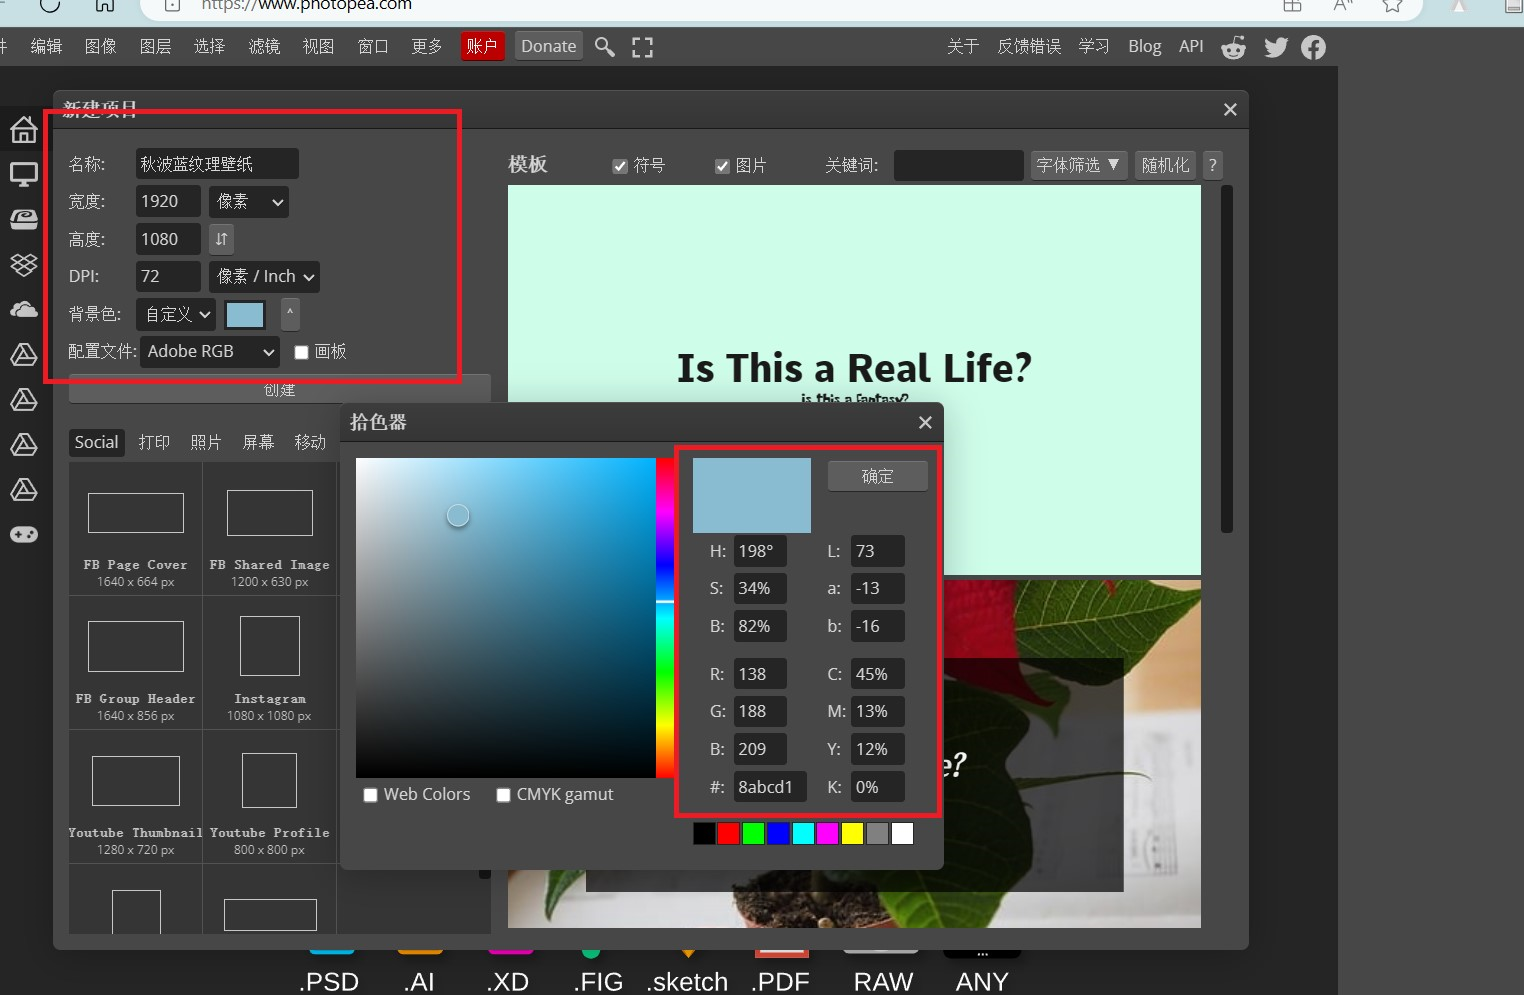 https://www.photopea.com
编辑 图像 图层 选择 滤镜 视图 窗口 更多 账户 Donate 关于 反馈错误 学习 Blog API
新建项目
名称: 秋波蓝纹理壁纸
宽度: 1920 像素
高度: 1080
DPI: 72 像素 / Inch
背景色: 自定义 ^
配置文件: Adobe RGB 画板
创建
模板 符号 图片 关键词: 字体筛选 ▼ 随机化 ?
Is This a Real Life?
is this a fantasy?
Social 打印 照片 屏幕 移动
FB Page Cover
1640 x 664 px
FB Shared Image
1200 x 630 px
FB Group Header
1640 x 856 px
Instagram
1080 x 1080 px
Youtube Thumbnail
1280 x 720 px
Youtube Profile
800 x 800 px
拾色器
确定
H: 198° L: 73
S: 34% a: -13
B: 82% b: -16
R: 138 C: 45%
G: 188 M: 13%
B: 209 Y: 12%
#: 8abcd1 K: 0%
Web Colors CMYK gamut
e?
.PSD .AI .XD .FIG .sketch .PDF RAW ANY